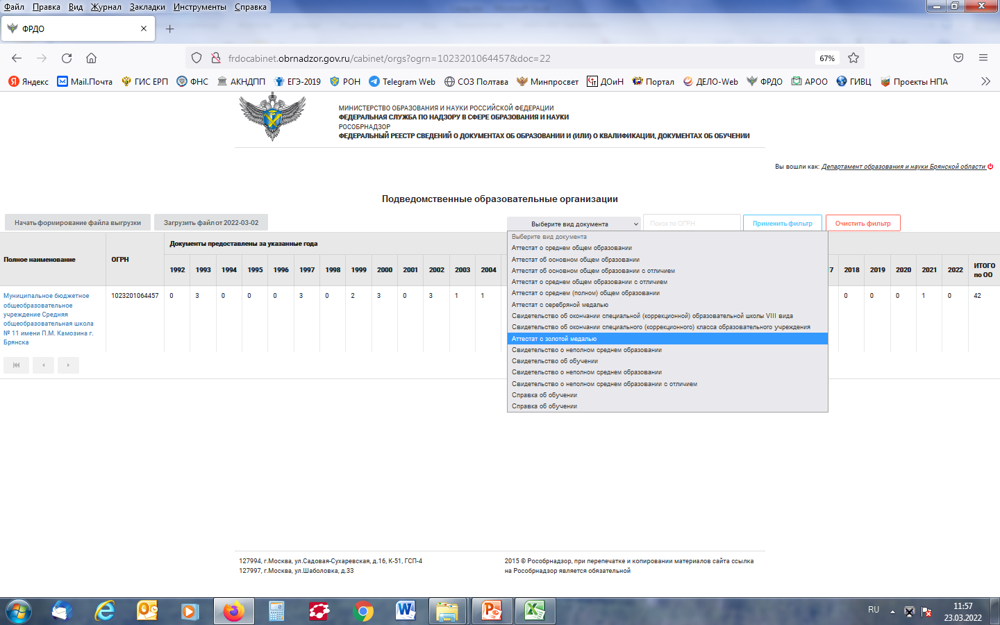 Файл Правка Вид Журнал Закладки Инструменты Справка
ФРДО
frdocabinet.obrnadzor.gov.ru/cabinet/orgs?ogrn=1023201064457&doc=22
67%
Яндекс Mail.Почта ГИС ЕРП ФНС АКНДПП ЕГЭ-2019 РОН Telegram Web СОЗ Полтава Минпросвет ДОиН Портал ДЕЛО-Web ФРДО АРОО ГИВЦ Проекты НПА
МИНИСТЕРСТВО ОБРАЗОВАНИЯ И НАУКИ РОССИЙСКОЙ ФЕДЕРАЦИИ
ФЕДЕРАЛЬНАЯ СЛУЖБА ПО НАДЗОРУ В СФЕРЕ ОБРАЗОВАНИЯ И НАУКИ
РОСОБРНАДЗОР
ФЕДЕРАЛЬНЫЙ РЕЕСТР СВЕДЕНИЙ О ДОКУМЕНТАХ ОБ ОБРАЗОВАНИИ И (ИЛИ) О КВАЛИФИКАЦИИ, ДОКУМЕНТАХ ОБ ОБУЧЕНИИ
Вы вошли как: Департамент образования и науки Брянской области
Подведомственные образовательные организации
Начать формирование файла выгрузки Загрузить файл от 2022-03-02
Выберите вид документа Поиск по ОГРН Применить фильтр Очистить фильтр
Выберите вид документа
Аттестат о среднем общем образовании
Аттестат об основном общем образовании
Аттестат об основном общем образовании с отличием
Аттестат о среднем общем образовании с отличием
Аттестат о среднем (полном) общем образовании
Аттестат с серебряной медалью
Свидетельство об окончании специальной (коррекционной) образовательной школы VIII вида
Свидетельство об окончании специального (коррекционного) класса образовательного учреждения
Аттестат с золотой медалью
Свидетельство о неполном среднем образовании
Свидетельство об обучении
Свидетельство о неполном среднем образовании
Свидетельство о неполном среднем образовании с отличием
Справка об обучении
Справка об обучении
Полное наименование ОГРН Документы предоставлены за указанные года
1992 1993 1994 1995 1996 1997 1998 1999 2000 2001 2002 2003 2004 7 2018 2019 2020 2021 2022 ИТОГО
по ОО
Муниципальное бюджетное 1023201064457 0 3 0 0 0 3 0 2 3 0 3 1 1 0 0 0 1 0 42
общеобразовательное
учреждение Средняя
общеобразовательная школа
№ 11 имени П.М. Камозина г.
Брянска
127994, г.Москва, ул.Садовая-Сухаревская, д.16, К-51, ГСП-4
127997, г.Москва, ул.Шаболовка, д.33
2015 © Рособрнадзор, при перепечатке и копировании материалов сайта ссылка
на Рособрнадзор является обязательной
RU
11:57
23.03.2022